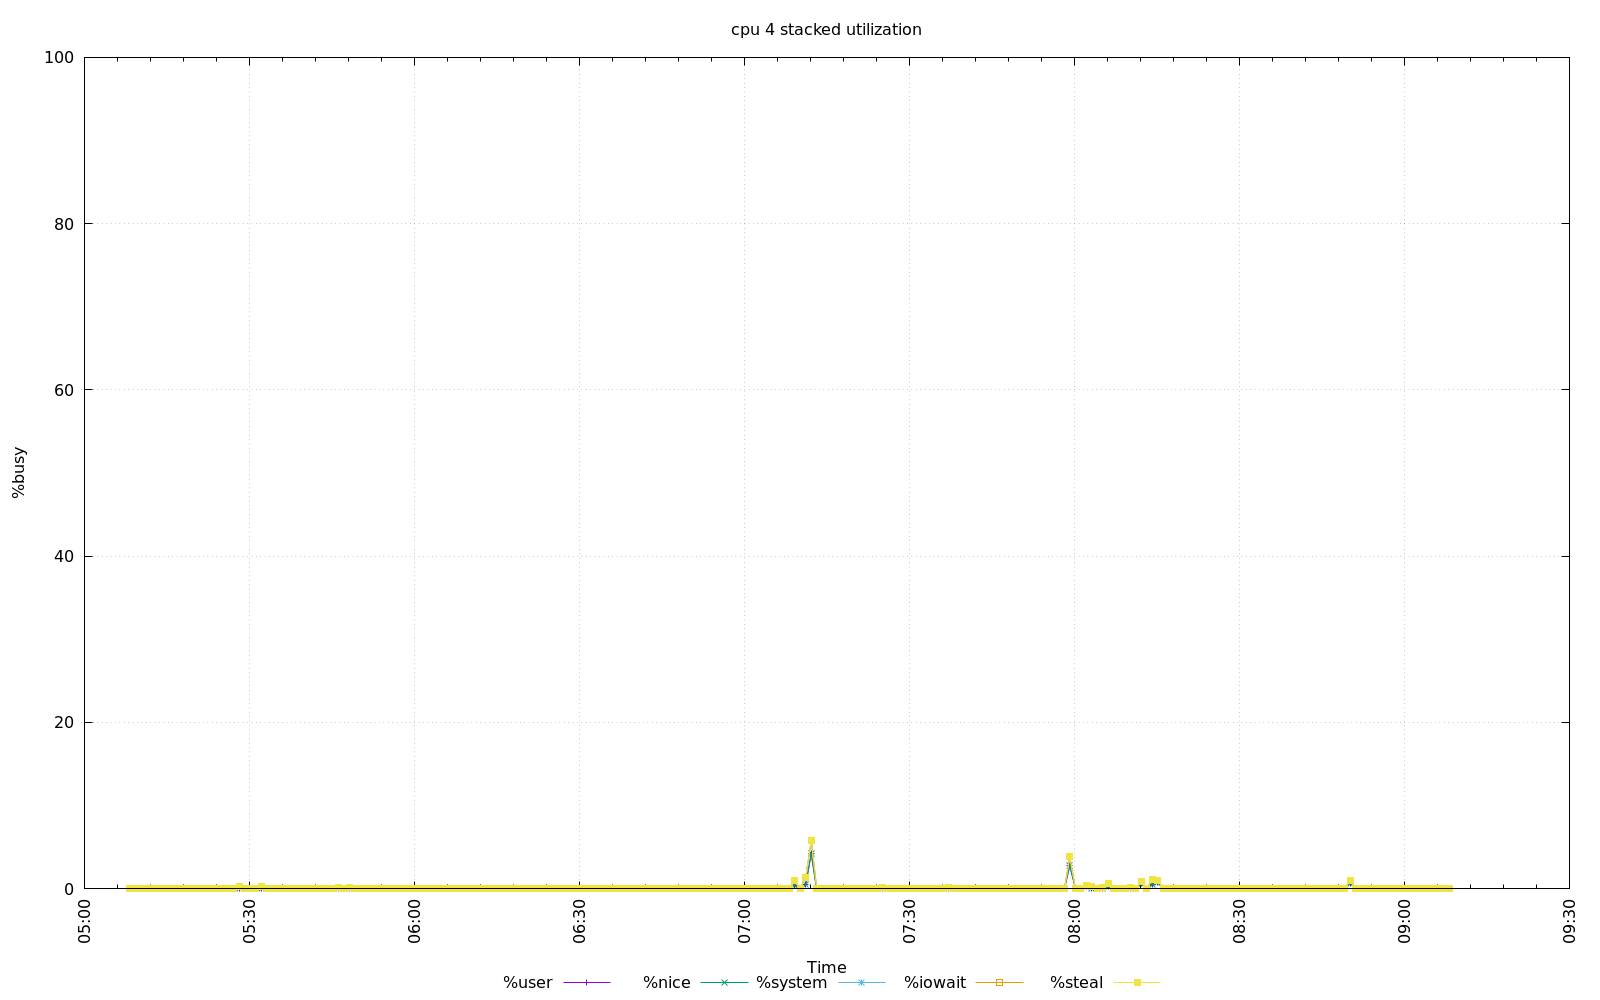 cpu 4 stacked utilization
100
80
60
40
20
0
%busy
05:00 05:30 06:00 06:30 07:00 07:30 08:00 08:30 09:00 09:30
Time
%user %nice %system %iowait %steal